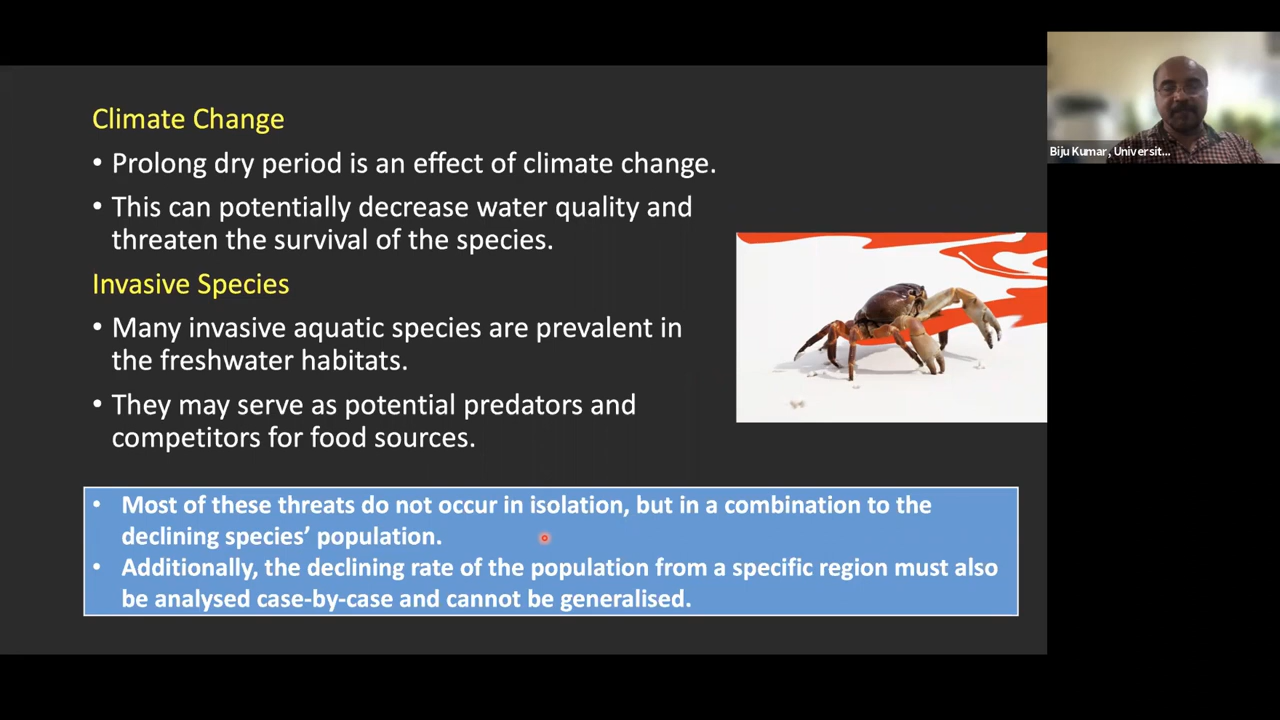 Climate Change
• Prolong dry period is an effect of climate change.
• This can potentially decrease water quality and
threaten the survival of the species.
Invasive Species
• Many invasive aquatic species are prevalent in
the freshwater habitats.
• They may serve as potential predators and
competitors for food sources.
• Most of these threats do not occur in isolation, but in a combination to the
declining species’ population.
• Additionally, the declining rate of the population from a specific region must also
be analysed case-by-case and cannot be generalised.
Biju Kumar, Universit...